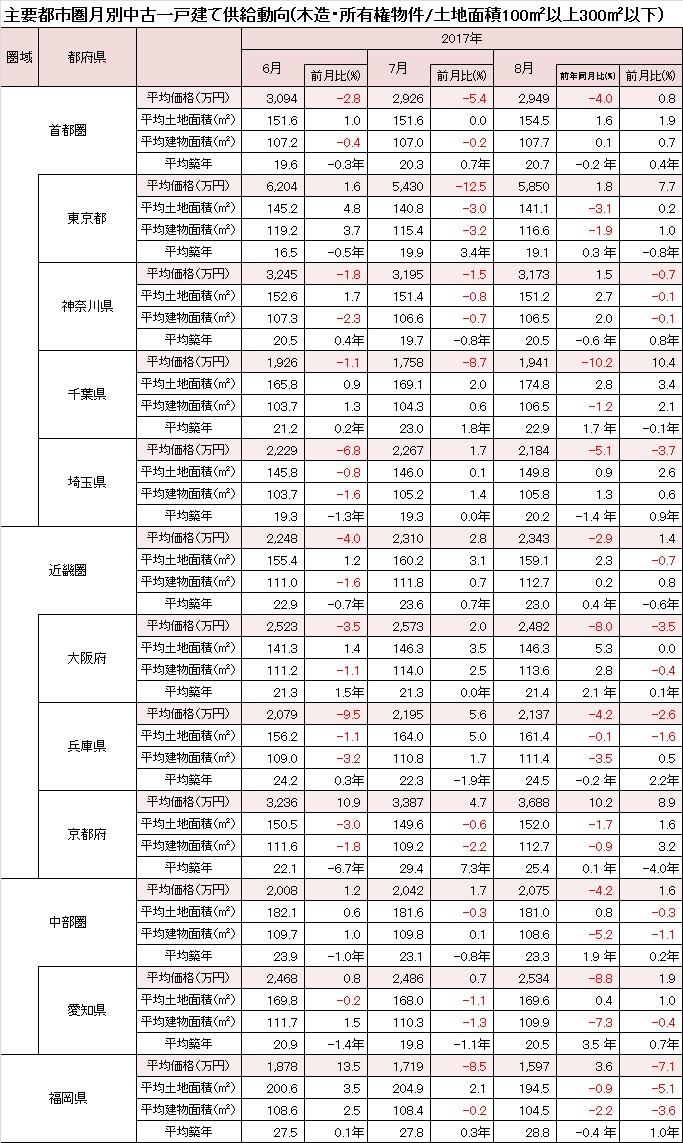 主要都市圏月別中古一戸建て供給動向(木造・所有権物件/土地面積100㎡以上300㎡以下)
圏域 都府県 2017年
6月 前月比(%) 7月 前月比(%) 8月 前年同月比(%) 前月比(%)
首都圏
平均価格(万円) 3,094 -2.8 2,926 -5.4 2,949 -4.0 0.8
平均土地面積(㎡) 151.6 1.0 151.6 0.0 154.5 1.6 1.9
平均建物面積(㎡) 107.2 -0.4 107.0 -0.2 107.7 0.1 0.7
平均築年 19.6 -0.3年 20.3 0.7年 20.7 -0.2 年 0.4年
東京都
平均価格(万円) 6,204 1.6 5,430 -12.5 5,850 1.8 7.7
平均土地面積(㎡) 145.2 4.8 140.8 -3.0 141.1 -3.1 0.2
平均建物面積(㎡) 119.2 3.7 115.4 -3.2 116.6 -1.9 1.0
平均築年 16.5 -0.5年 19.9 3.4年 19.1 0.3 年 -0.8年
神奈川県
平均価格(万円) 3,245 -1.8 3,195 -1.5 3,173 1.5 -0.7
平均土地面積(㎡) 152.6 1.7 151.4 -0.8 151.2 2.7 -0.1
平均建物面積(㎡) 107.3 -2.3 106.6 -0.7 106.5 2.0 -0.1
平均築年 20.5 0.4年 19.7 -0.8年 20.5 -0.6 年 0.8年
千葉県
平均価格(万円) 1,926 -1.1 1,758 -8.7 1,941 -10.2 10.4
平均土地面積(㎡) 165.8 0.9 169.1 2.0 174.8 2.8 3.4
平均建物面積(㎡) 103.7 1.3 104.3 0.6 106.5 -1.2 2.1
平均築年 21.2 0.2年 23.0 1.8年 22.9 1.7 年 -0.1年
埼玉県
平均価格(万円) 2,229 -6.8 2,267 1.7 2,184 -5.1 -3.7
平均土地面積(㎡) 145.8 -0.8 146.0 0.1 149.8 0.9 2.6
平均建物面積(㎡) 103.7 -1.6 105.2 1.4 105.8 1.3 0.6
平均築年 19.3 -1.3年 19.3 0.0年 20.2 -1.4 年 0.9年
近畿圏
平均価格(万円) 2,248 -4.0 2,310 2.8 2,343 -2.9 1.4
平均土地面積(㎡) 155.4 1.2 160.2 3.1 159.1 2.3 -0.7
平均建物面積(㎡) 111.0 -1.6 111.8 0.7 112.7 0.2 0.8
平均築年 22.9 -0.7年 23.6 0.7年 23.0 0.4 年 -0.6年
大阪府
平均価格(万円) 2,523 -3.5 2,573 2.0 2,482 -8.0 -3.5
平均土地面積(㎡) 141.3 1.4 146.3 3.5 146.3 5.3 0.0
平均建物面積(㎡) 111.2 -1.1 114.0 2.5 113.6 2.8 -0.4
平均築年 21.3 1.5年 21.3 0.0年 21.4 2.1 年 0.1年
兵庫県
平均価格(万円) 2,079 -9.5 2,195 5.6 2,137 -4.2 -2.6
平均土地面積(㎡) 156.2 -1.1 164.0 5.0 161.4 -0.1 -1.6
平均建物面積(㎡) 109.0 -3.2 110.8 1.7 111.4 -3.5 0.5
平均築年 24.2 0.3年 22.3 -1.9年 24.5 -0.2 年 2.2年
京都府
平均価格(万円) 3,236 10.9 3,387 4.7 3,688 10.2 8.9
平均土地面積(㎡) 150.5 -3.0 149.6 -0.6 152.0 -1.7 1.6
平均建物面積(㎡) 111.6 -1.8 109.2 -2.2 112.7 -0.9 3.2
平均築年 22.1 -6.7年 29.4 7.3年 25.4 0.1 年 -4.0年
中部圏
平均価格(万円) 2,008 1.2 2,042 1.7 2,075 -4.2 1.6
平均土地面積(㎡) 182.1 0.6 181.6 -0.3 181.0 0.8 -0.3
平均建物面積(㎡) 109.7 1.0 109.8 0.1 108.6 -5.2 -1.1
平均築年 23.9 -1.0年 23.1 -0.8年 23.3 1.9 年 0.2年
愛知県
平均価格(万円) 2,468 0.8 2,486 0.7 2,534 -8.8 1.9
平均土地面積(㎡) 169.8 -0.2 168.0 -1.1 169.6 0.4 1.0
平均建物面積(㎡) 111.7 1.5 110.3 -1.3 109.9 -7.3 -0.4
平均築年 20.9 -1.4年 19.8 -1.1年 20.5 3.5 年 0.7年
福岡県
平均価格(万円) 1,878 13.5 1,719 -8.5 1,597 3.6 -7.1
平均土地面積(㎡) 200.6 3.5 204.9 2.1 194.5 -0.9 -5.1
平均建物面積(㎡) 108.6 2.5 108.4 -0.2 104.5 -2.2 -3.6
平均築年 27.5 0.1年 27.8 0.3年 28.8 -0.4 年 1.0年